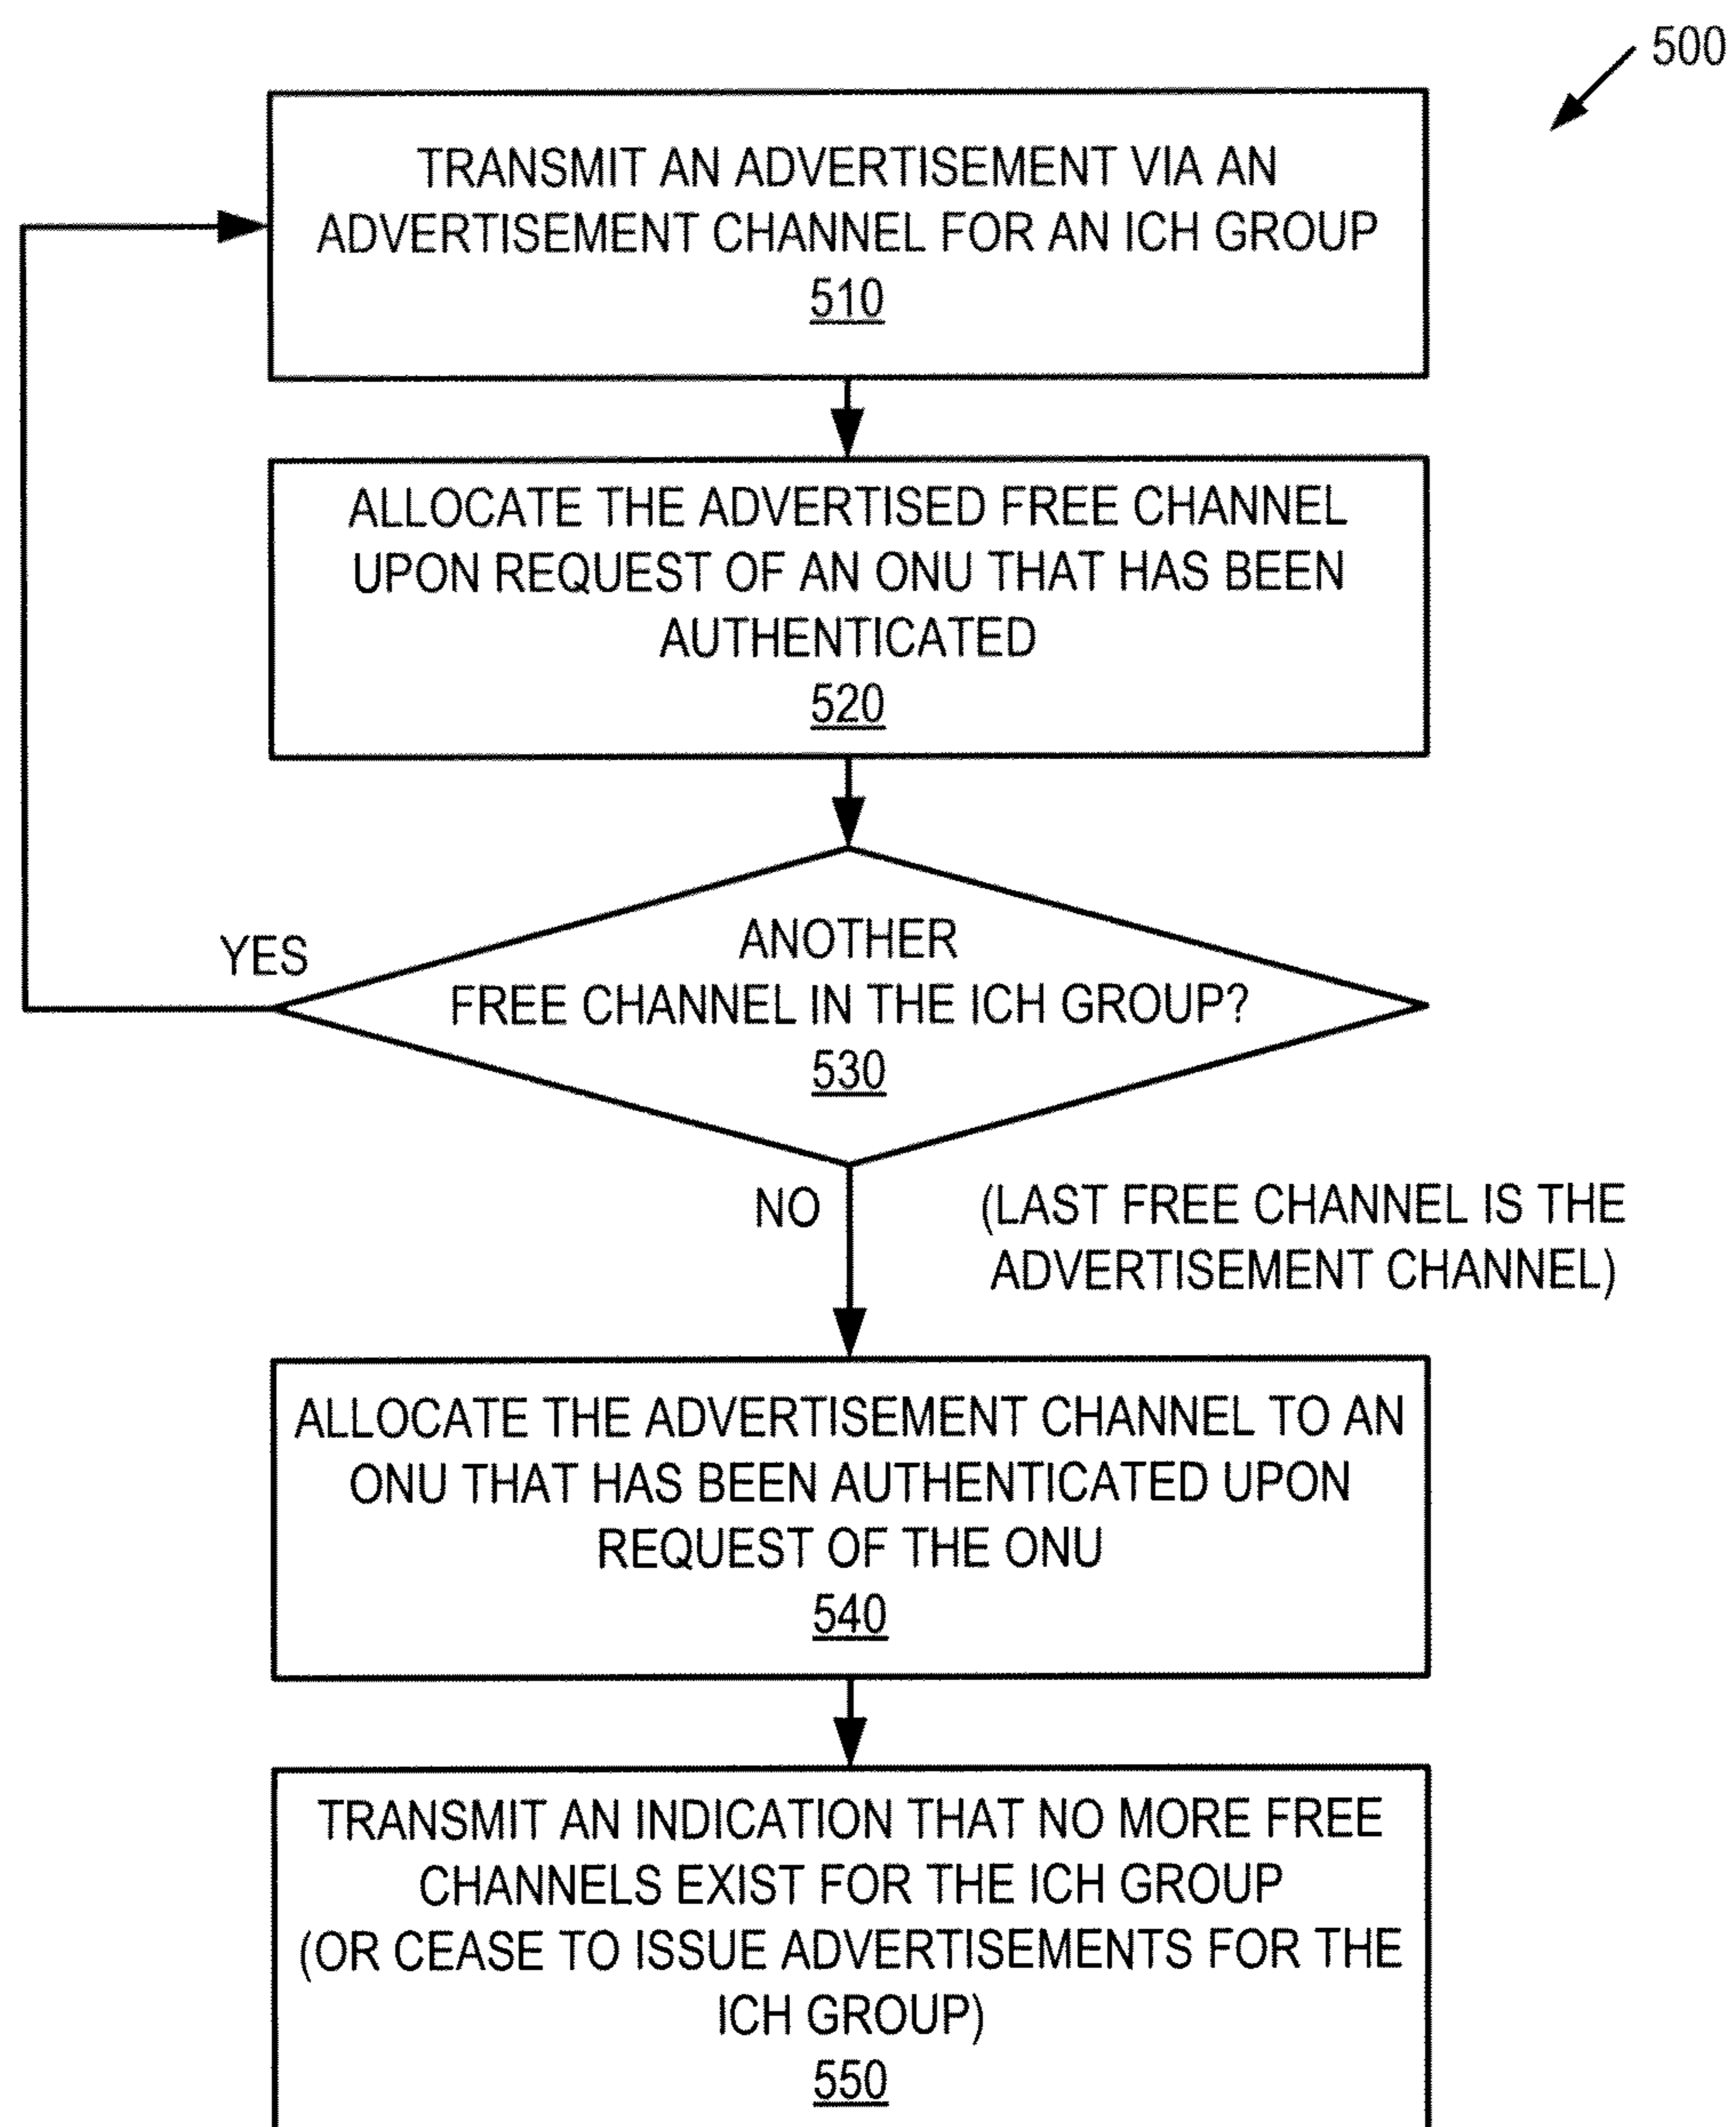 500
TRANSMIT AN ADVERTISEMENT VIA AN
ADVERTISEMENT CHANNEL FOR AN ICH GROUP
510
ALLOCATE THE ADVERTISED FREE CHANNEL
UPON REQUEST OF AN ONU THAT HAS BEEN
AUTHENTICATED
520
YES
ANOTHER
FREE CHANNEL IN THE ICH GROUP?
530
NO
(LAST FREE CHANNEL IS THE
ADVERTISEMENT CHANNEL)
ALLOCATE THE ADVERTISEMENT CHANNEL TO AN
ONU THAT HAS BEEN AUTHENTICATED UPON
REQUEST OF THE ONU
540
TRANSMIT AN INDICATION THAT NO MORE FREE
CHANNELS EXIST FOR THE ICH GROUP
(OR CEASE TO ISSUE ADVERTISEMENTS FOR THE
ICH GROUP)
550